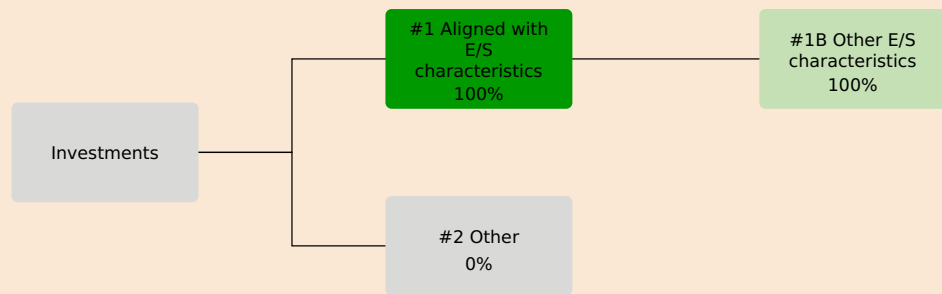 #1 Aligned with
E/S
characteristics
100%
#1B Other E/S
characteristics
100%
Investments
#2 Other
0%